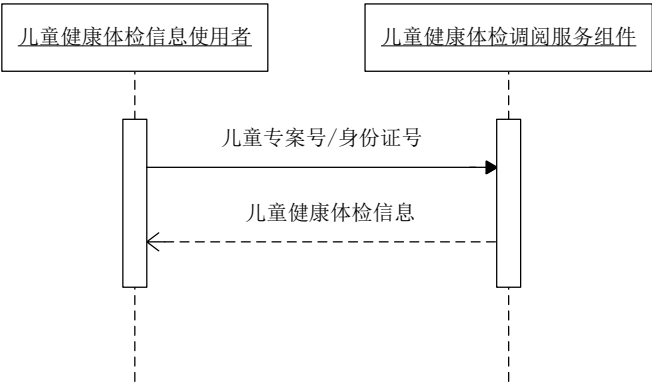 儿童健康体检信息使用者
儿童健康体检调阅服务组件
儿童专案号/身份证号
儿童健康体检信息